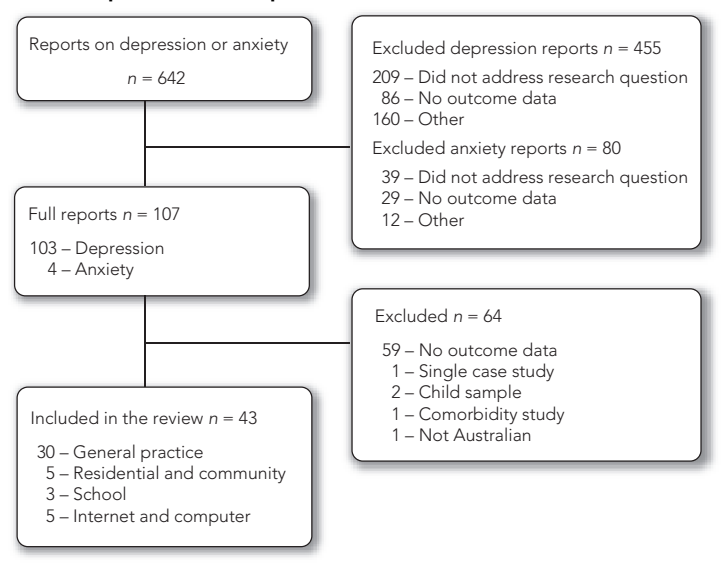 Reports on depression or anxiety
n = 642
Excluded depression reports n = 455
209 – Did not address research question
86 – No outcome data
160 – Other
Excluded anxiety reports n = 80
39 – Did not address research question
29 – No outcome data
12 – Other
Full reports n = 107
103 – Depression
4 – Anxiety
Excluded n = 64
59 – No outcome data
1 – Single case study
2 – Child sample
1 – Comorbidity study
1 – Not Australian
Included in the review n = 43
30 – General practice
5 – Residential and community
3 – School
5 – Internet and computer